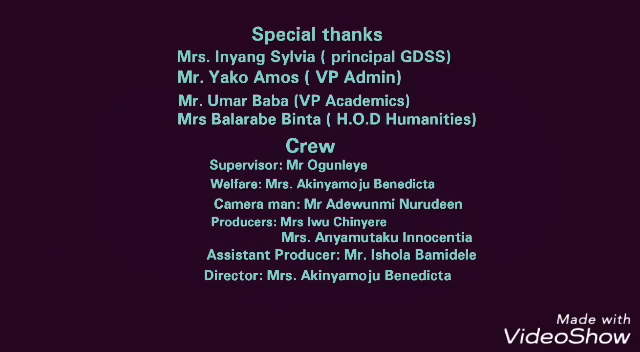 Special thanks
Mrs. Inyang Sylvia ( principal GDSS)
Mr. Yako Amos ( VP Admin)
Mr. Umar Baba (VP Academics)
Mrs Balarabe Binta ( H.O.D Humanities)
Crew
Supervisor: Mr Ogunleye
Welfare: Mrs. Akinyamoju Benedicta
Camera man: Mr Adewunmi Nurudeen
Producers: Mrs Iwu Chinyere
Mrs. Anyamutaku Innocentia
Assistant Producer: Mr. Ishola Bamidele
Director: Mrs. Akinyamoju Benedicta
Made with
VideoShow